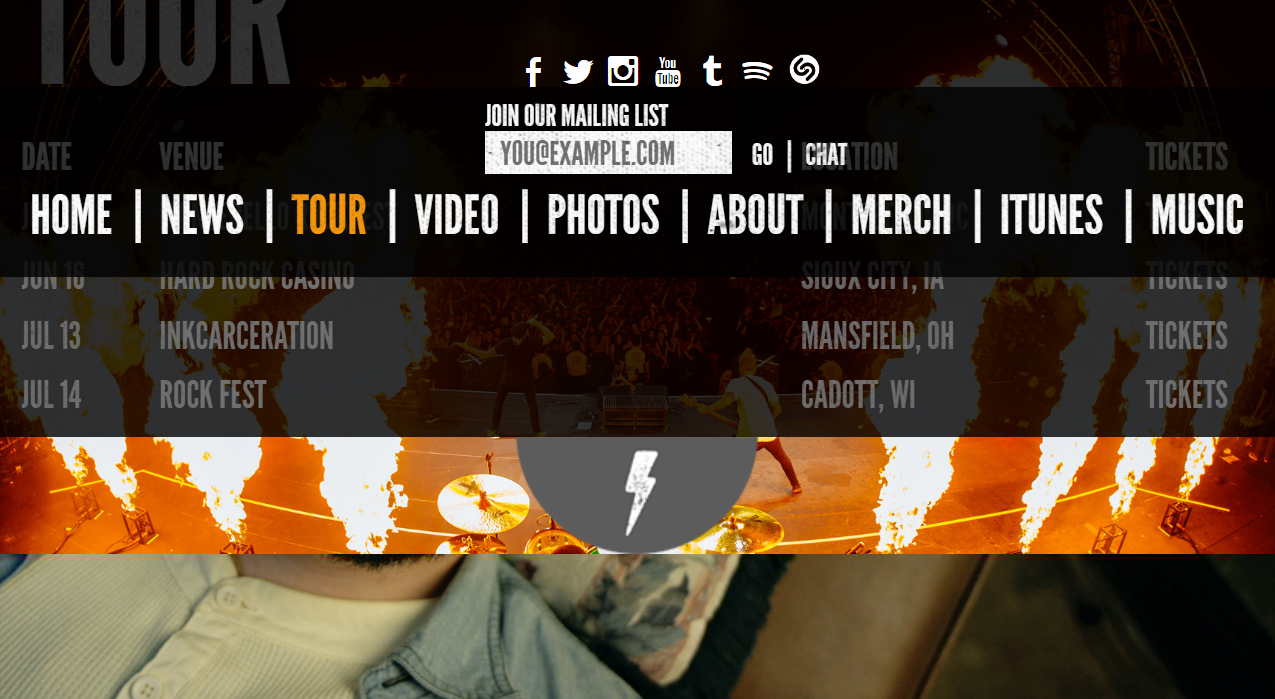 TOUR
You
Tube
JOIN OUR MAILING LIST
YOU@EXAMPLE.COM GO | CHAT
DATE VENUE TICKETS
HOME | NEWS | TOUR | VIDEO | PHOTOS | ABOUT | MERCH | ITUNES | MUSIC
JUN 16 HARD ROCK CASINO SIOUX CITY, IA TICKETS
JUL 13 INKCARCERATION MANSFIELD, OH TICKETS
JUL 14 ROCK FEST CADOTT, WI TICKETS